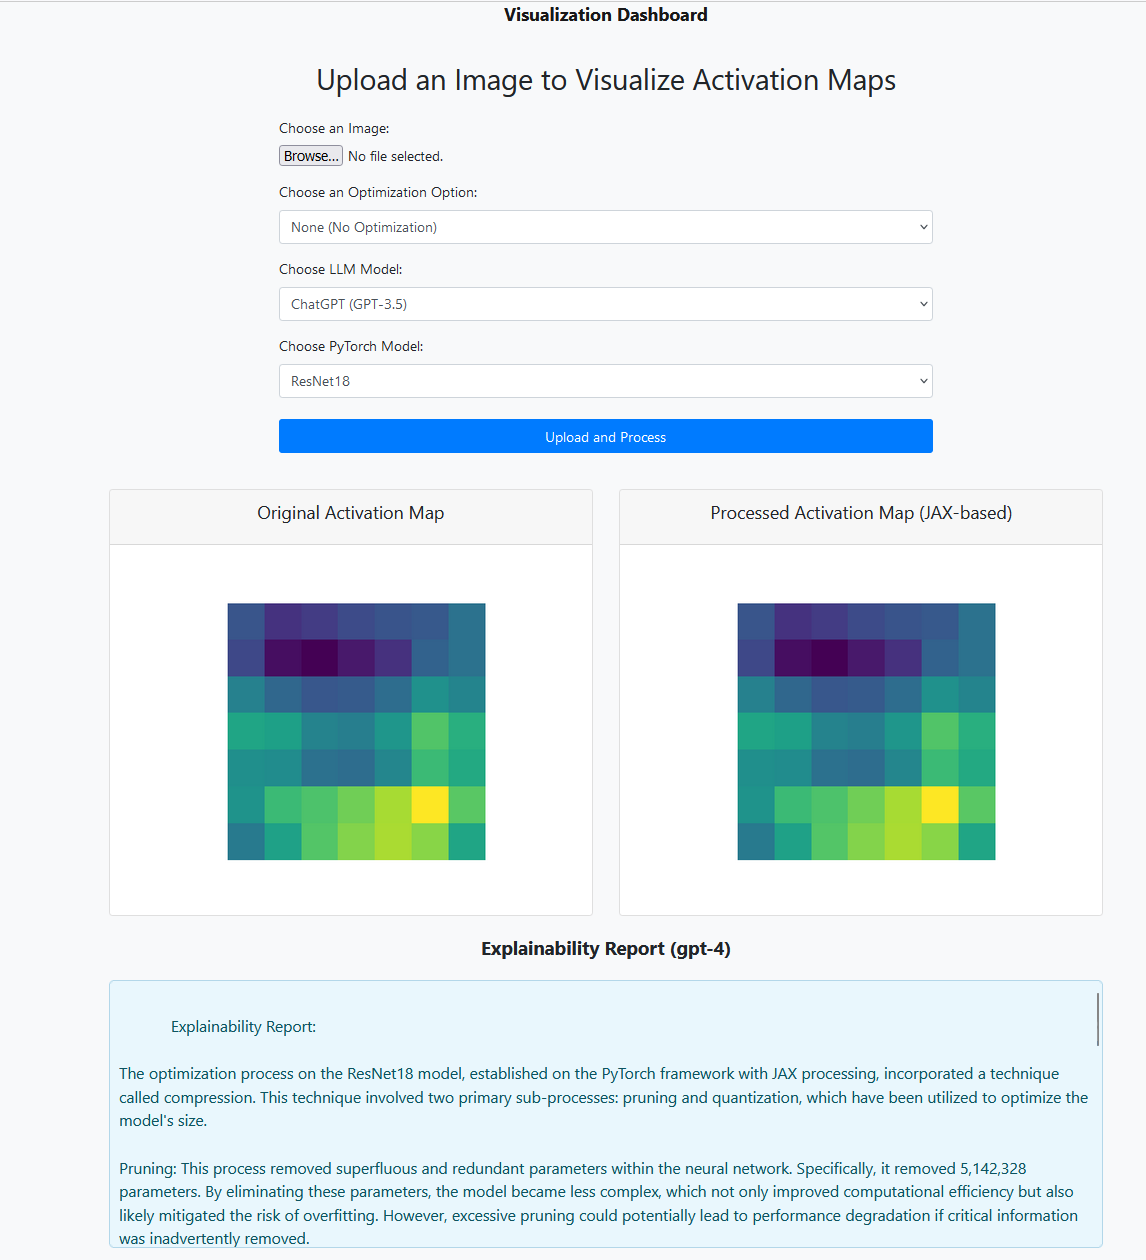 Visualization Dashboard
Upload an Image to Visualize Activation Maps
Choose an Image:
Browse... No file selected.
Choose an Optimization Option:
None (No Optimization)
Choose LLM Model:
ChatGPT (GPT-3.5)
Choose PyTorch Model:
ResNet18
Upload and Process
Original Activation Map
Processed Activation Map (JAX-based)
Explainability Report (gpt-4)
Explainability Report:
The optimization process on the ResNet18 model, established on the PyTorch framework with JAX processing, incorporated a technique
called compression. This technique involved two primary sub-processes: pruning and quantization, which have been utilized to optimize the
model's size.
Pruning: This process removed superfluous and redundant parameters within the neural network. Specifically, it removed 5,142,328
parameters. By eliminating these parameters, the model became less complex, which not only improved computational efficiency but also
likely mitigated the risk of overfitting. However, excessive pruning could potentially lead to performance degradation if critical information
was inadvertently removed.